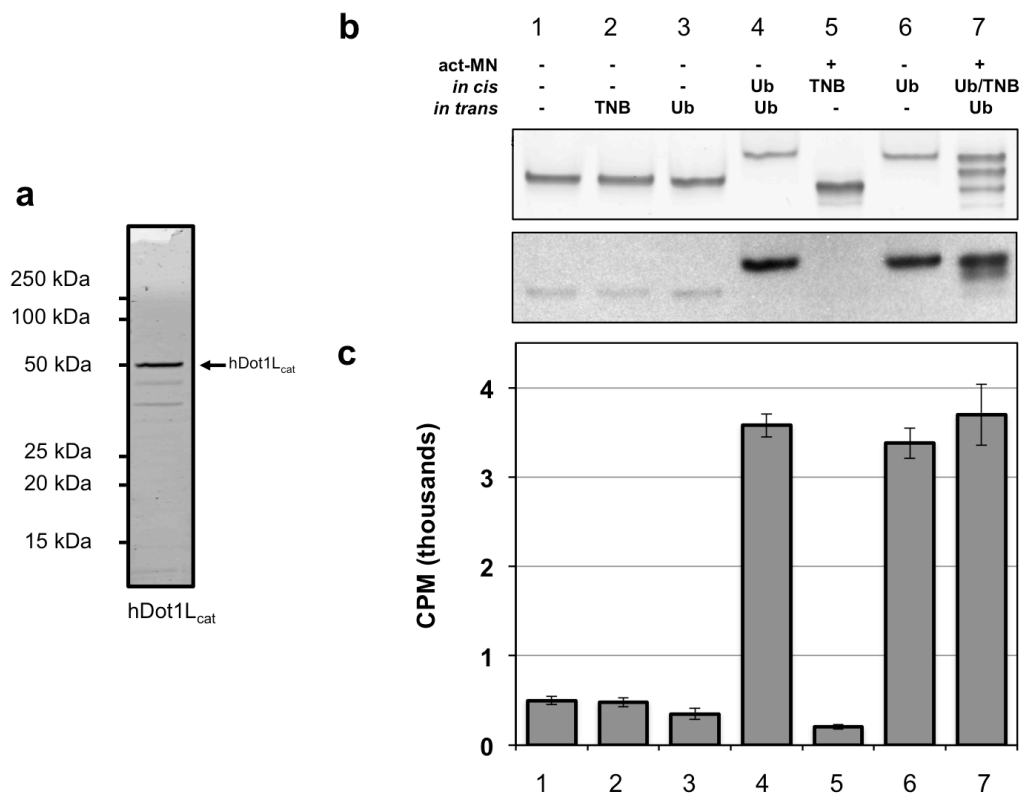 a
250 kDa
100 kDa
50 kDa
25 kDa
20 kDa
15 kDa
hDot1Lcat
hDot1Lcat
b
1 2 3 4 5 6 7
act-MN - - - - + - +
in cis - - - Ub TNB Ub Ub/TNB
in trans - TNB Ub Ub - - Ub
c
CPM (thousands)
4
3
2
1
0
1 2 3 4 5 6 7